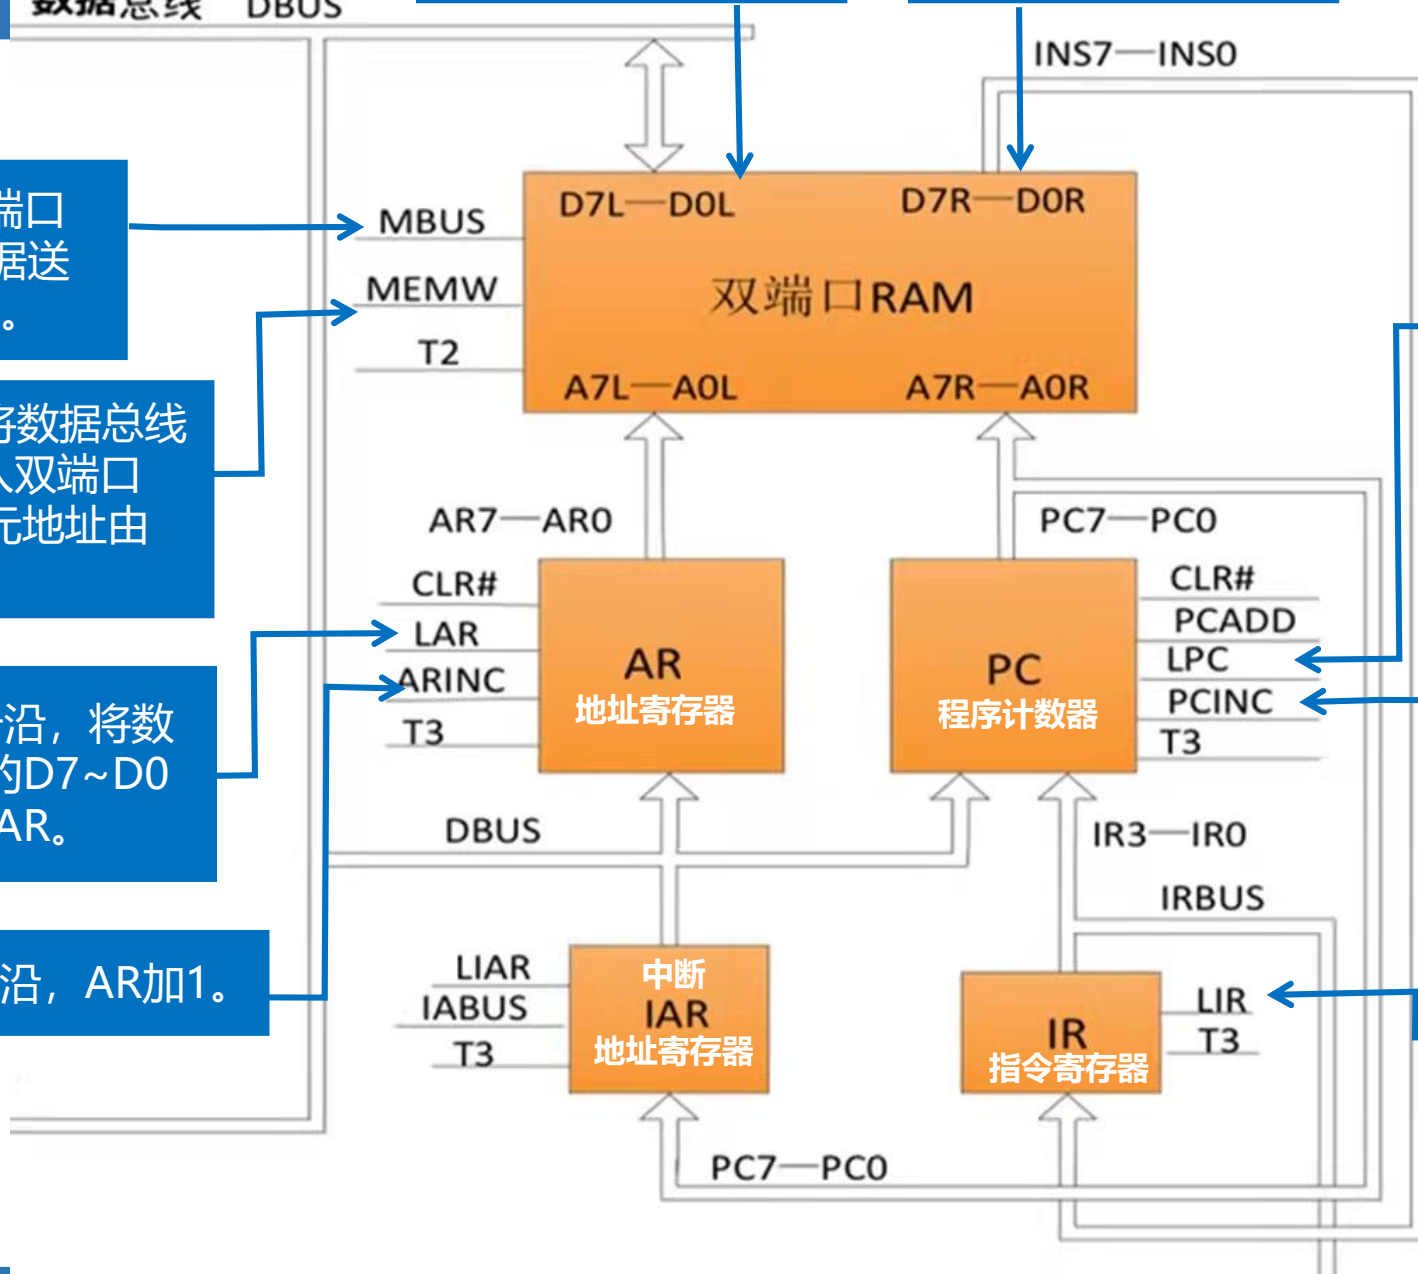 数据总线 DBUS
INS7—INS0
端口
MBUS
D7L—DOL
D7R—DOR
据送
。
MEMW
双端口RAM
T2
A7L—AOL
A7R—AOR
将数据总线
入双端口
元地址由
AR7—ARO
PC7—PC0
CLR#
CLR#
LAR
PCADD
AR
LPC
ARINC
PC
PCINC
地址寄存器
程序计数器
T3
T3
沿，将数
的D7~D0
AR。
DBUS
IR3—IR0
IRBUS
沿，AR加1。
LIAR
中断
IABUS
IAR
LIR
T3
地址寄存器
IR
T3
指令寄存器
PC7—PC0